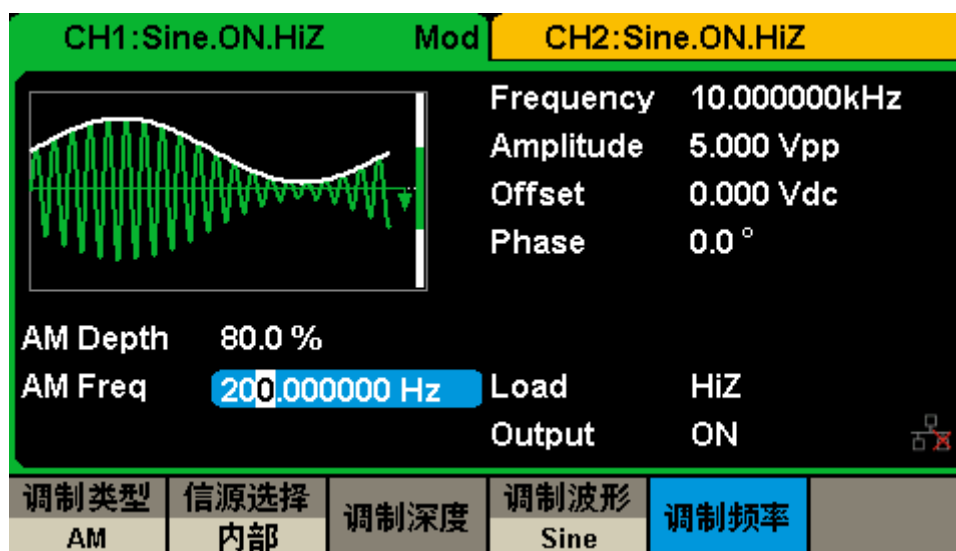 CH1:Sine.ON.HiZ Mod CH2:Sine.ON.HiZ
Frequency 10.000000kHz
Amplitude 5.000 Vpp
Offset 0.000 Vdc
Phase 0.0 °
AM Depth 80.0 %
AM Freq 200.000000 Hz Load HiZ
Output ON
调制类型 信源选择 调制深度 调制波形 调制频率
AM 内部 Sine